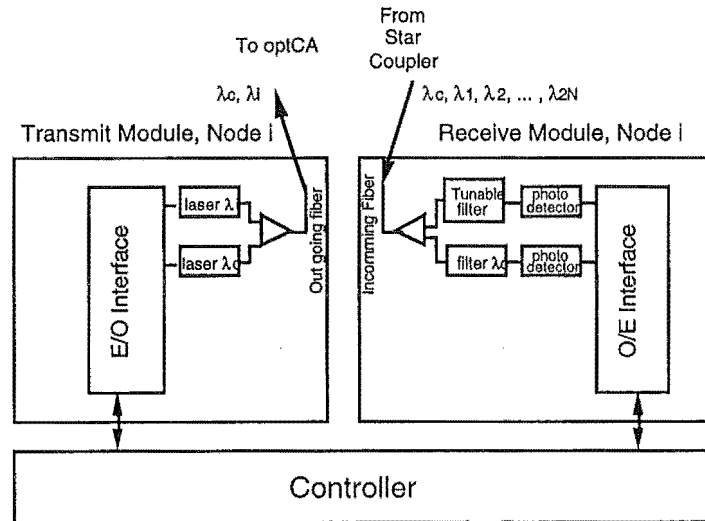 To optCA
From
Star
Coupler
λc, λi
λc, λ1, λ2, ... , λ2N
Transmit Module, Node i
Receive Module, Node i
E/O Interface
laser λ
laser λc
Out going fiber
Incomming Fiber
Tunable
filter
photo
detector
filter λc
photo
detector
O/E Interface
Controller